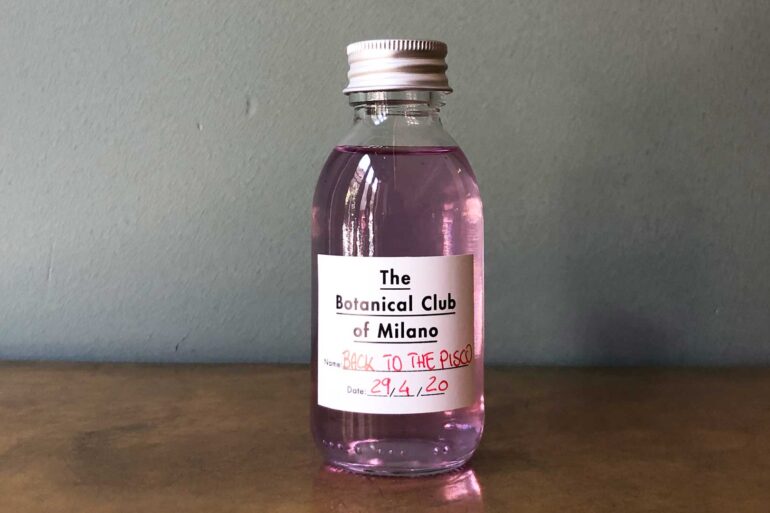 The
Botanical Club
of Milano
Name: BACK TO THE PISCO
Date: 29/4/20